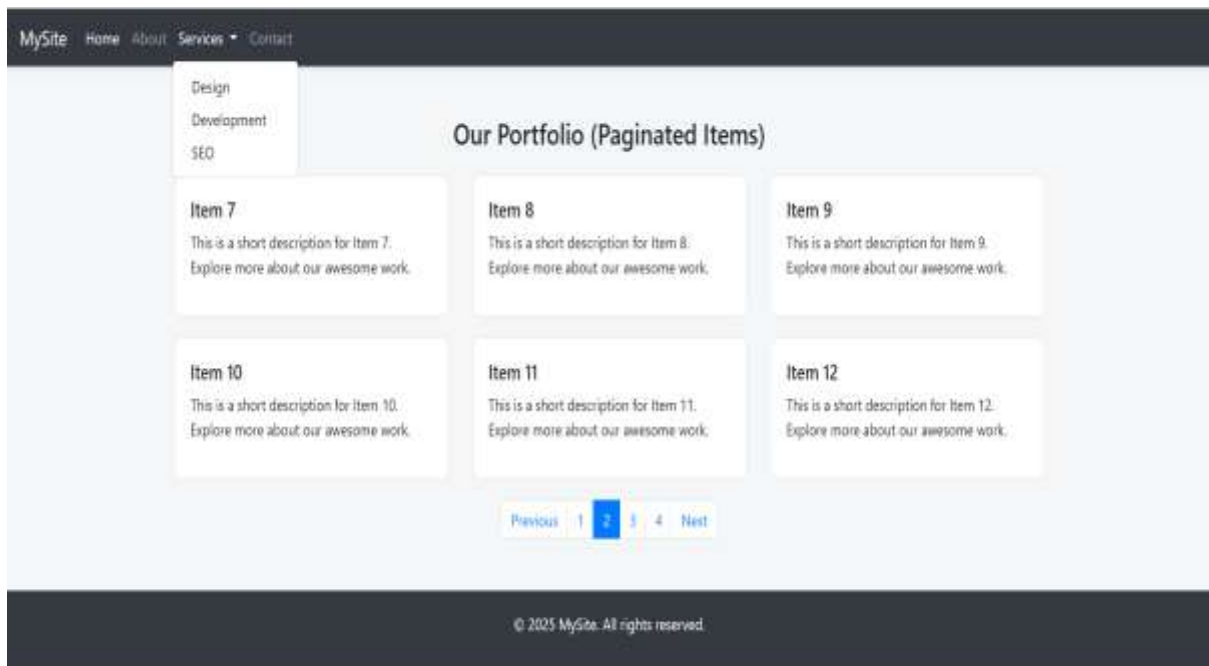 MySite Home About Services Contact
Design
Development
SEO
Our Portfolio (Paginated Items)
Item 7 Item 8 Item 9
This is a short description for Item 7. This is a short description for Item 8. This is a short description for Item 9.
Explore more about our awesome work. Explore more about our awesome work. Explore more about our awesome work.
Item 10 Item 11 Item 12
This is a short description for Item 10. This is a short description for Item 11. This is a short description for Item 12.
Explore more about our awesome work. Explore more about our awesome work. Explore more about our awesome work.
Previous 1 2 3 4 Next
© 2025 MySite. All rights reserved.